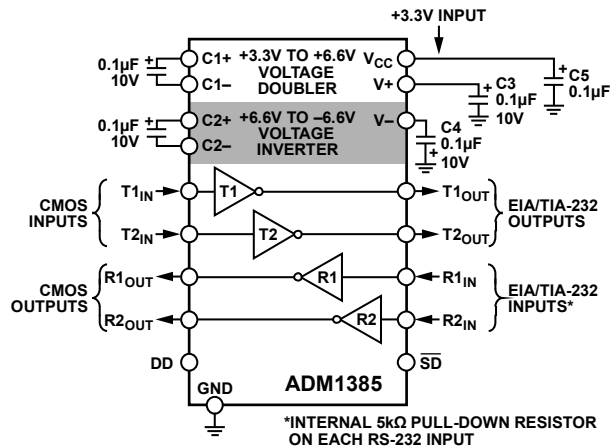 +3.3V INPUT
0.1µF
10V
+
C1+
C1–
+3.3V TO +6.6V
VOLTAGE
DOUBLER
VCC
V+
+ C3
0.1µF
10V
+ C5
0.1µF
0.1µF
10V
+
C2+
C2–
+6.6V TO –6.6V
VOLTAGE
INVERTER
V–
C4
0.1µF
+ 10V
CMOS
INPUTS
T1IN
T1
T1OUT
EIA/TIA-232
OUTPUTS
T2IN
T2
T2OUT
CMOS
OUTPUTS
R1OUT
R1
R1IN
EIA/TIA-232
INPUTS*
R2OUT
R2
R2IN
DD
SD
GND
ADM1385
*INTERNAL 5kΩ PULL-DOWN RESISTOR
ON EACH RS-232 INPUT